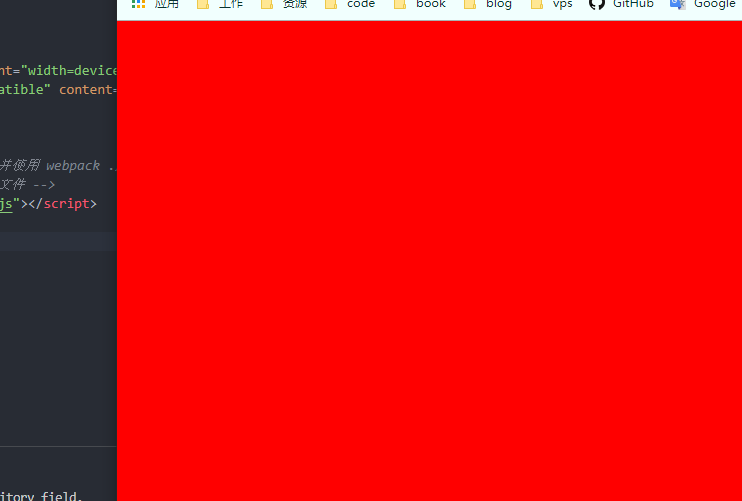 应用 工作 资源 code book blog vps GitHub Google
nt="width=device
atible" content=
并使用 webpack .
文件 -->
js"></script>
itory field.